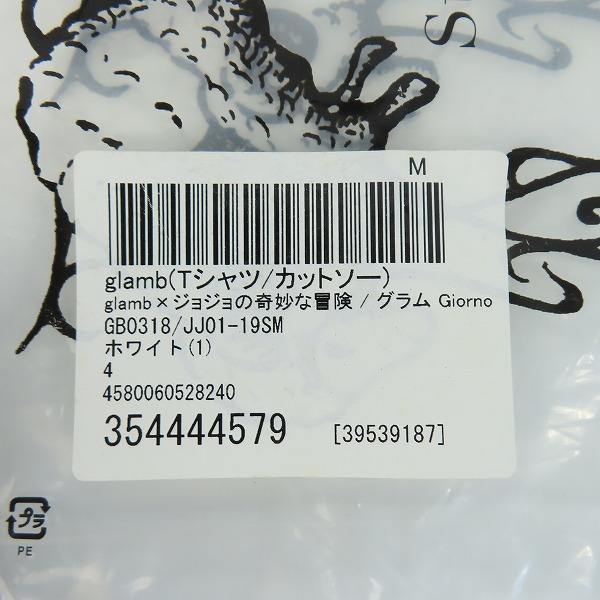 St
M
glamb(Tシャツ/カットソー)
glamb×ジョジョの奇妙な冒険 / グラム Giorno
GB0318/JJ01-19SM
ホワイト(1)
4
4580060528240
354444579 [39539187]
プラ
PE